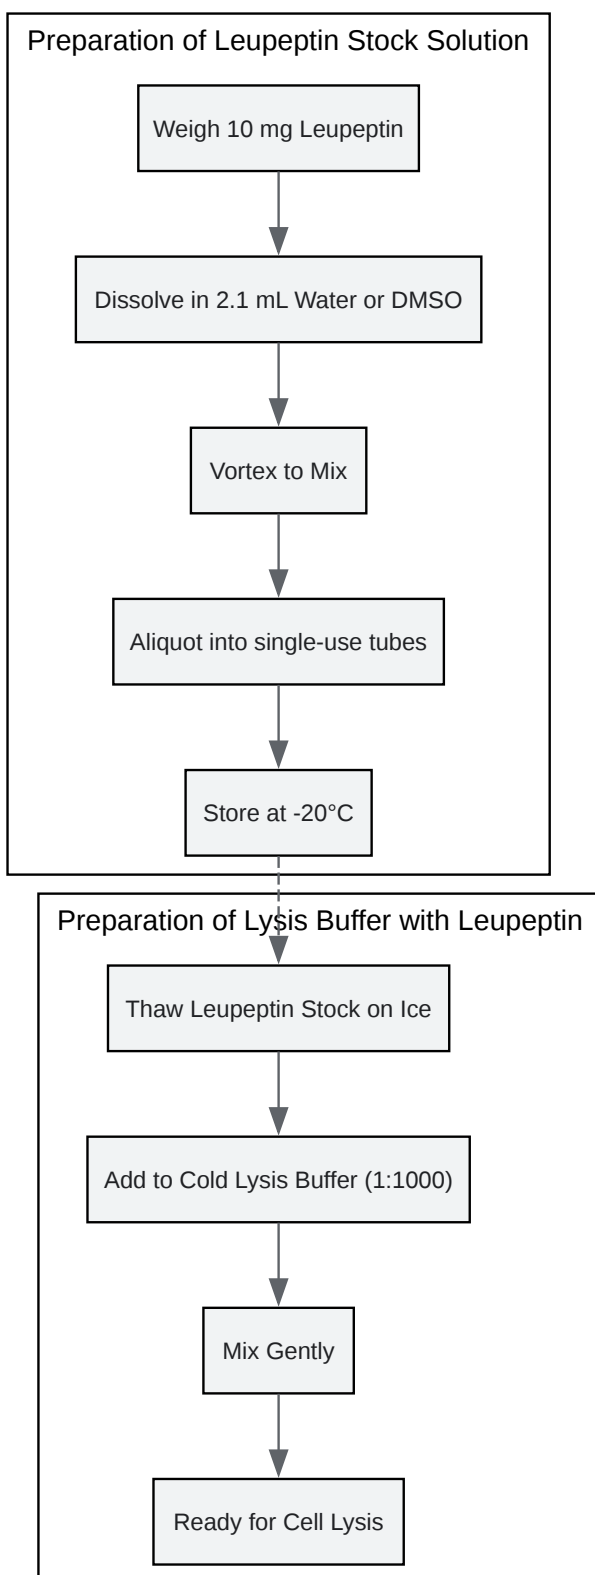 Preparation of Leupeptin Stock Solution
Weigh 10 mg Leupeptin
Dissolve in 2.1 mL Water or DMSO
Vortex to Mix
Aliquot into single-use tubes
Store at -20°C
Preparation of Lysis Buffer with Leupeptin
Thaw Leupeptin Stock on Ice
Add to Cold Lysis Buffer (1:1000)
Mix Gently
Ready for Cell Lysis